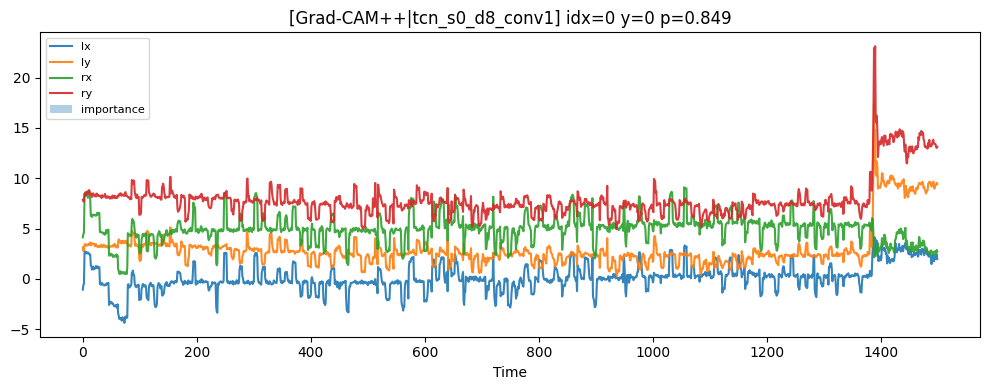 [Grad-CAM++|tcn_s0_d8_conv1] idx=0 y=0 p=0.849
lx
ly
rx
ry
importance
20
15
10
5
0
−5
0 200 400 600 800 1000 1200 1400
Time